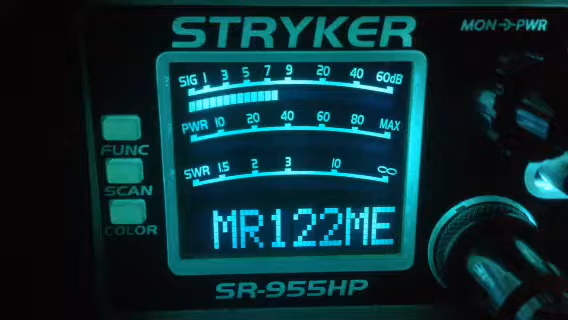 STRYKER
MON PWR
SIG 1 3 5 7 9 20 40 60dB
PWR 10 20 40 60 80 MAX
FUNC
SWR 1.5 2 3 10 ∞
SCAN
COLOR
MR122ME
SR-955HP